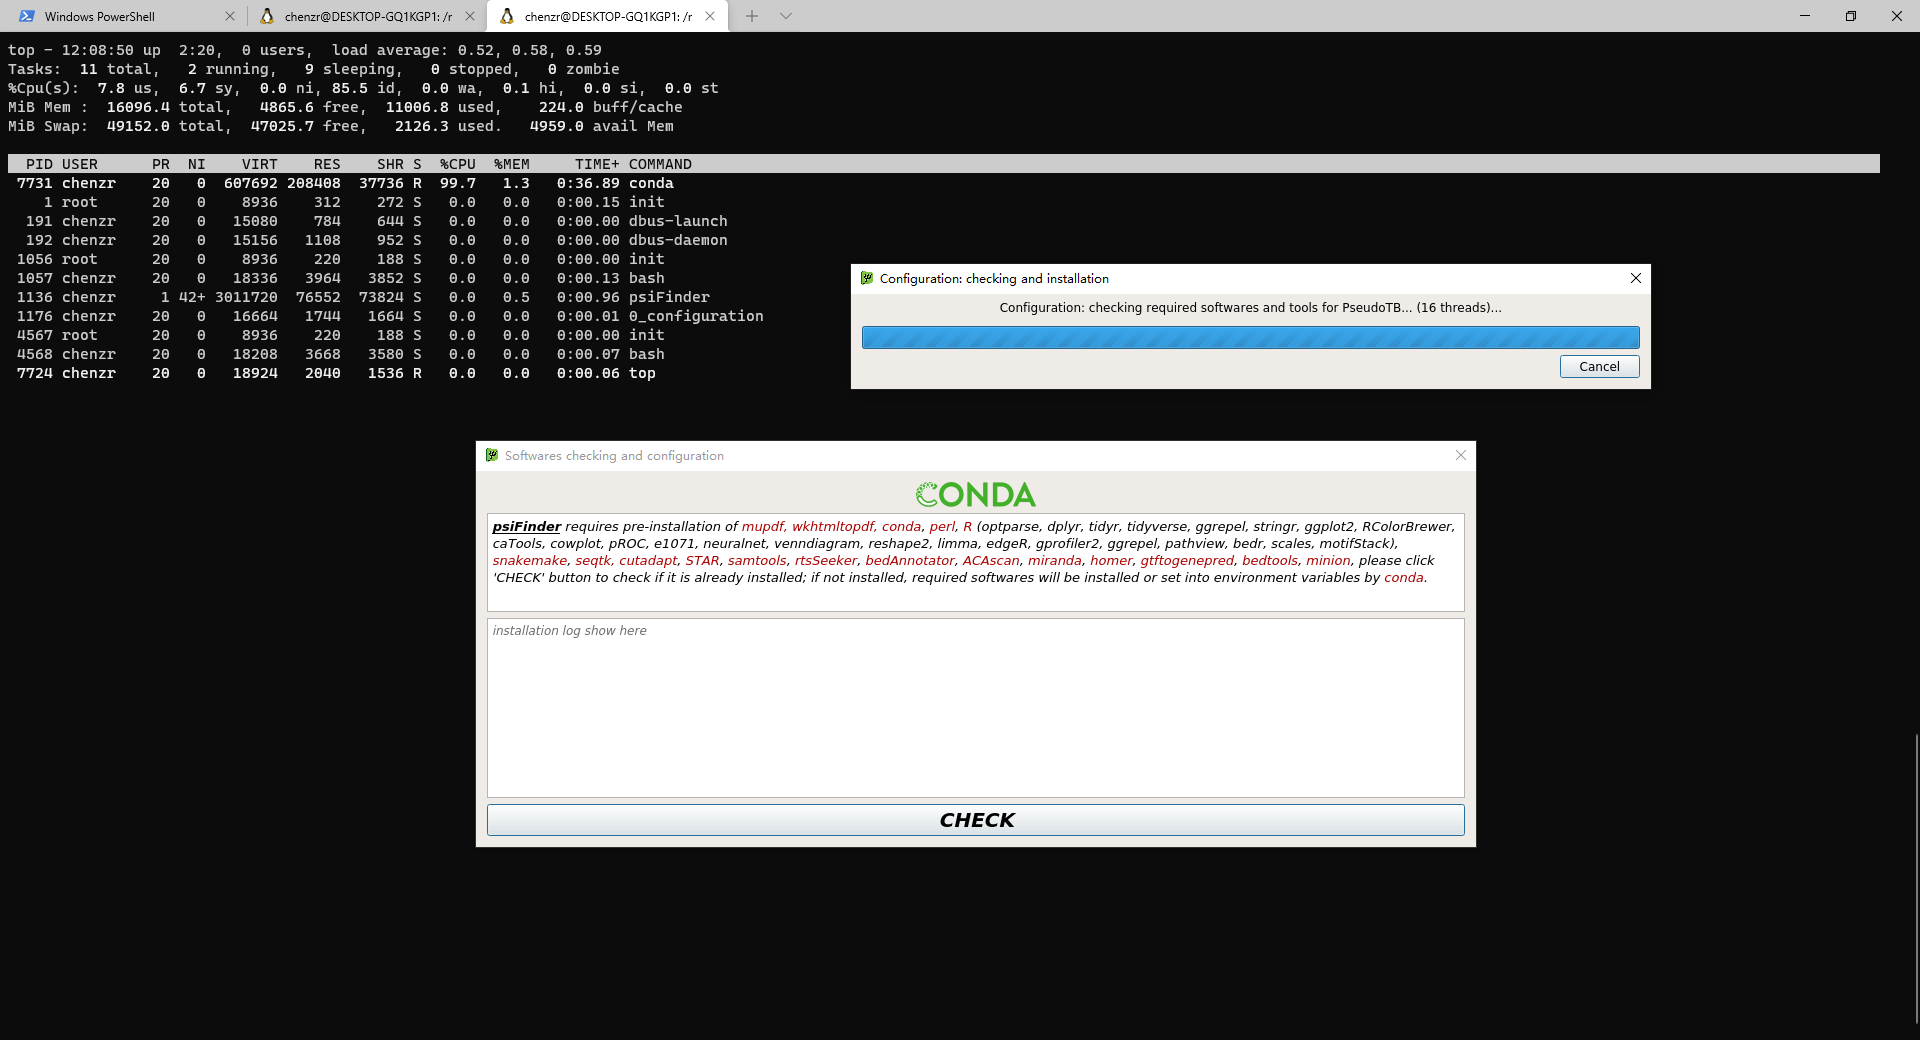 Windows PowerShell
chenzr@DESKTOP-GQ1KGP1: /r
chenzr@DESKTOP-GQ1KGP1: /r
top - 12:08:50 up  2:20,  0 users,  load average: 0.52, 0.58, 0.59
Tasks:  11 total,   2 running,   9 sleeping,   0 stopped,   0 zombie
%Cpu(s):  7.8 us,  6.7 sy,  0.0 ni, 85.5 id,  0.0 wa,  0.1 hi,  0.0 si,  0.0 st
MiB Mem :  16096.4 total,   4865.6 free,  11006.8 used,    224.0 buff/cache
MiB Swap:  49152.0 total,  47025.7 free,   2126.3 used.   4959.0 avail Mem
PID USER      PR  NI    VIRT    RES    SHR S  %CPU  %MEM     TIME+ COMMAND
7731 chenzr    20   0  607692 208408  37736 R  99.7   1.3   0:36.89 conda
1 root      20   0    8936    312    272 S   0.0   0.0   0:00.15 init
191 chenzr    20   0   15080    784    644 S   0.0   0.0   0:00.00 dbus-launch
192 chenzr    20   0   15156   1108    952 S   0.0   0.0   0:00.00 dbus-daemon
1056 root      20   0    8936    220    188 S   0.0   0.0   0:00.00 init
1057 chenzr    20   0   18336   3964   3852 S   0.0   0.0   0:00.13 bash
1136 chenzr     1 42+ 3011720  76552  73824 S   0.0   0.5   0:00.96 psiFinder
1176 chenzr    20   0   16664   1744   1664 S   0.0   0.0   0:00.01 0_configuration
4567 root      20   0    8936    220    188 S   0.0   0.0   0:00.00 init
4568 chenzr    20   0   18208   3668   3580 S   0.0   0.0   0:00.07 bash
7724 chenzr    20   0   18924   2040   1536 R   0.0   0.0   0:00.06 top
Configuration: checking and installation
Configuration: checking required softwares and tools for PseudoTB... (16 threads)...
Cancel
Softwares checking and configuration
CONDA
psiFinder requires pre-installation of mupdf, wkhtmltopdf, conda, perl, R (optparse, dplyr, tidyr, tidyverse, ggrepel, stringr, ggplot2, RColorBrewer,
caTools, cowplot, pROC, e1071, neuralnet, venndiagram, reshape2, limma, edgeR, gprofiler2, ggrepel, pathview, bedr, scales, motifStack),
snakemake, seqtk, cutadapt, STAR, samtools, rtsSeeker, bedAnnotator, ACAscan, miranda, homer, gtftogenepred, bedtools, minion, please click
'CHECK' button to check if it is already installed; if not installed, required softwares will be installed or set into environment variables by conda.
installation log show here
CHECK